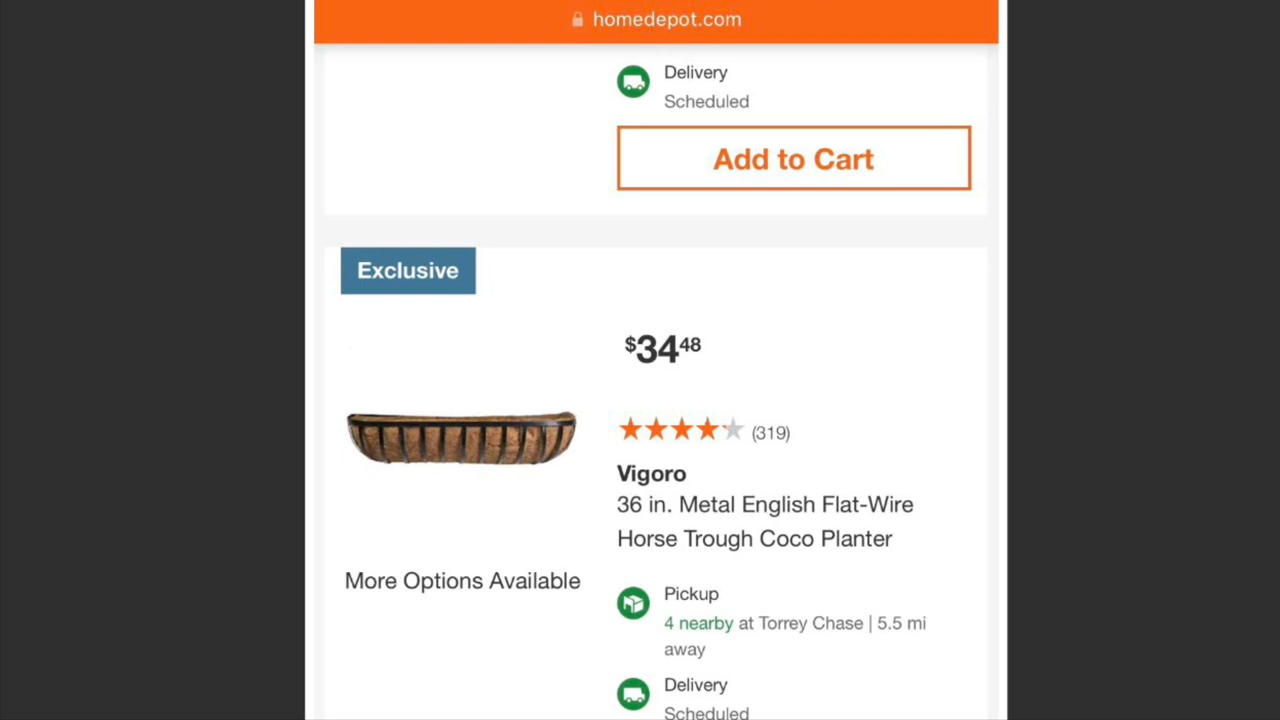 homedepot.com
Delivery
Scheduled
Add to Cart
Exclusive
$34 48
(319)
Vigoro
36 in. Metal English Flat-Wire
Horse Trough Coco Planter
More Options Available
Pickup
4 nearby at Torrey Chase | 5.5 mi
away
Delivery
Scheduled